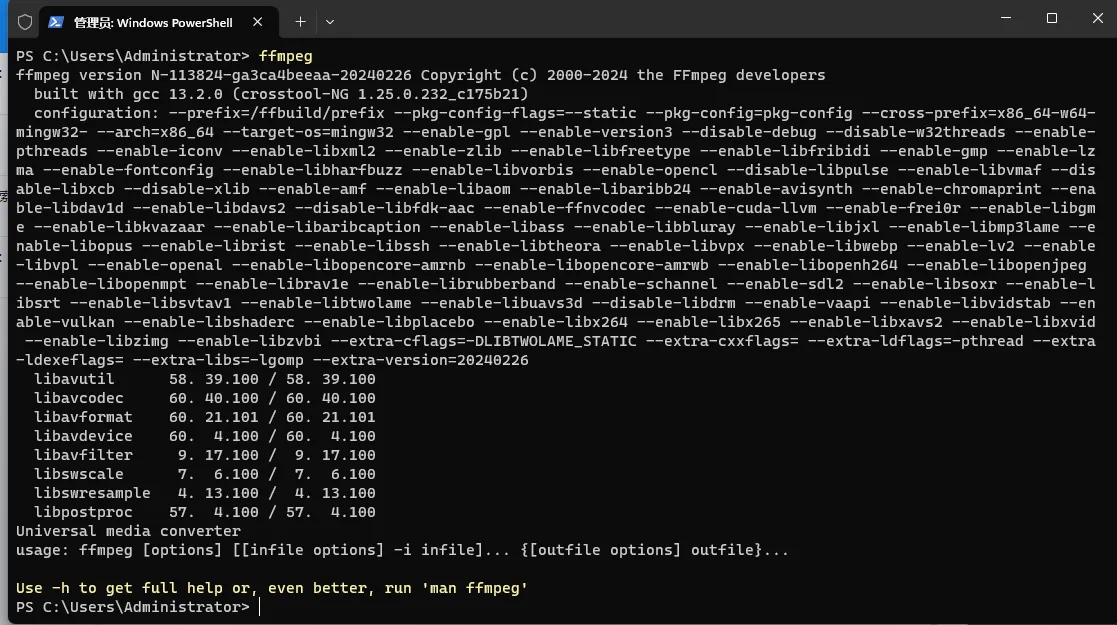 管理员: Windows PowerShell
PS C:\Users\Administrator> ffmpeg
ffmpeg version N-113824-ga3ca4beeaa-20240226 Copyright (c) 2000-2024 the FFmpeg developers
built with gcc 13.2.0 (crosstool-NG 1.25.0.232_c175b21)
configuration: --prefix=/ffbuild/prefix --pkg-config-flags=--static --pkg-config=pkg-config --cross-prefix=x86_64-w64-
mingw32- --arch=x86_64 --target-os=mingw32 --enable-gpl --enable-version3 --disable-debug --disable-w32threads --enable-
pthreads --enable-iconv --enable-libxml2 --enable-zlib --enable-libfreetype --enable-libfribidi --enable-gmp --enable-lz
ma --enable-fontconfig --enable-libharfbuzz --enable-libvorbis --enable-opencl --disable-libpulse --enable-libvmaf --dis
able-libxcb --disable-xlib --enable-amf --enable-libaom --enable-libaribb24 --enable-avisynth --enable-chromaprint --ena
ble-libdav1d --enable-libdavs2 --disable-libfdk-aac --enable-ffnvcodec --enable-cuda-llvm --enable-frei0r --enable-libgm
e --enable-libkvazaar --enable-libaribcaption --enable-libass --enable-libbluray --enable-libjxl --enable-libmp3lame --e
nable-libopus --enable-librist --enable-libssh --enable-libtheora --enable-libvpx --enable-libwebp --enable-lv2 --enable
-libvpl --enable-openal --enable-libopencore-amrnb --enable-libopencore-amrwb --enable-libopenh264 --enable-libopenjpeg
--enable-libopenmpt --enable-librav1e --enable-librubberband --enable-schannel --enable-sdl2 --enable-libsoxr --enable-l
ibsrt --enable-libsvtav1 --enable-libtwolame --enable-libuavs3d --disable-libdrm --enable-vaapi --enable-libvidstab --en
able-vulkan --enable-libshaderc --enable-libplacebo --enable-libx264 --enable-libx265 --enable-libxavs2 --enable-libxvid
--enable-libzimg --enable-libzvbi --extra-cflags=-DLIBTWOLAME_STATIC --extra-cxxflags= --extra-ldflags=-pthread --extra
-ldexeflags= --extra-libs=-lgomp --extra-version=20240226
libavutil      58. 39.100 / 58. 39.100
libavcodec     60. 40.100 / 60. 40.100
libavformat    60. 21.101 / 60. 21.101
libavdevice    60.  4.100 / 60.  4.100
libavfilter     9. 17.100 /  9. 17.100
libswscale      7.  6.100 /  7.  6.100
libswresample   4. 13.100 /  4. 13.100
libpostproc    57.  4.100 / 57.  4.100
Universal media converter
usage: ffmpeg [options] [[infile options] -i infile]... {[outfile options] outfile}...
Use -h to get full help or, even better, run 'man ffmpeg'
PS C:\Users\Administrator>